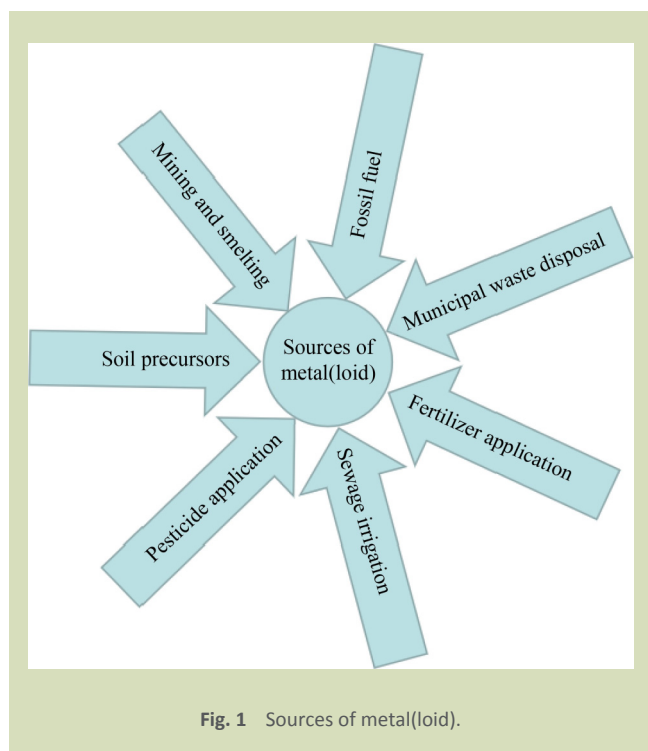 Fossil fuel
Mining and smelting
Municipal waste disposal
Soil precursors
Sources of
metal(loid)
Fertilizer application
Pesticide application
Sewage irrigation
Fig. 1 Sources of metal(loid).